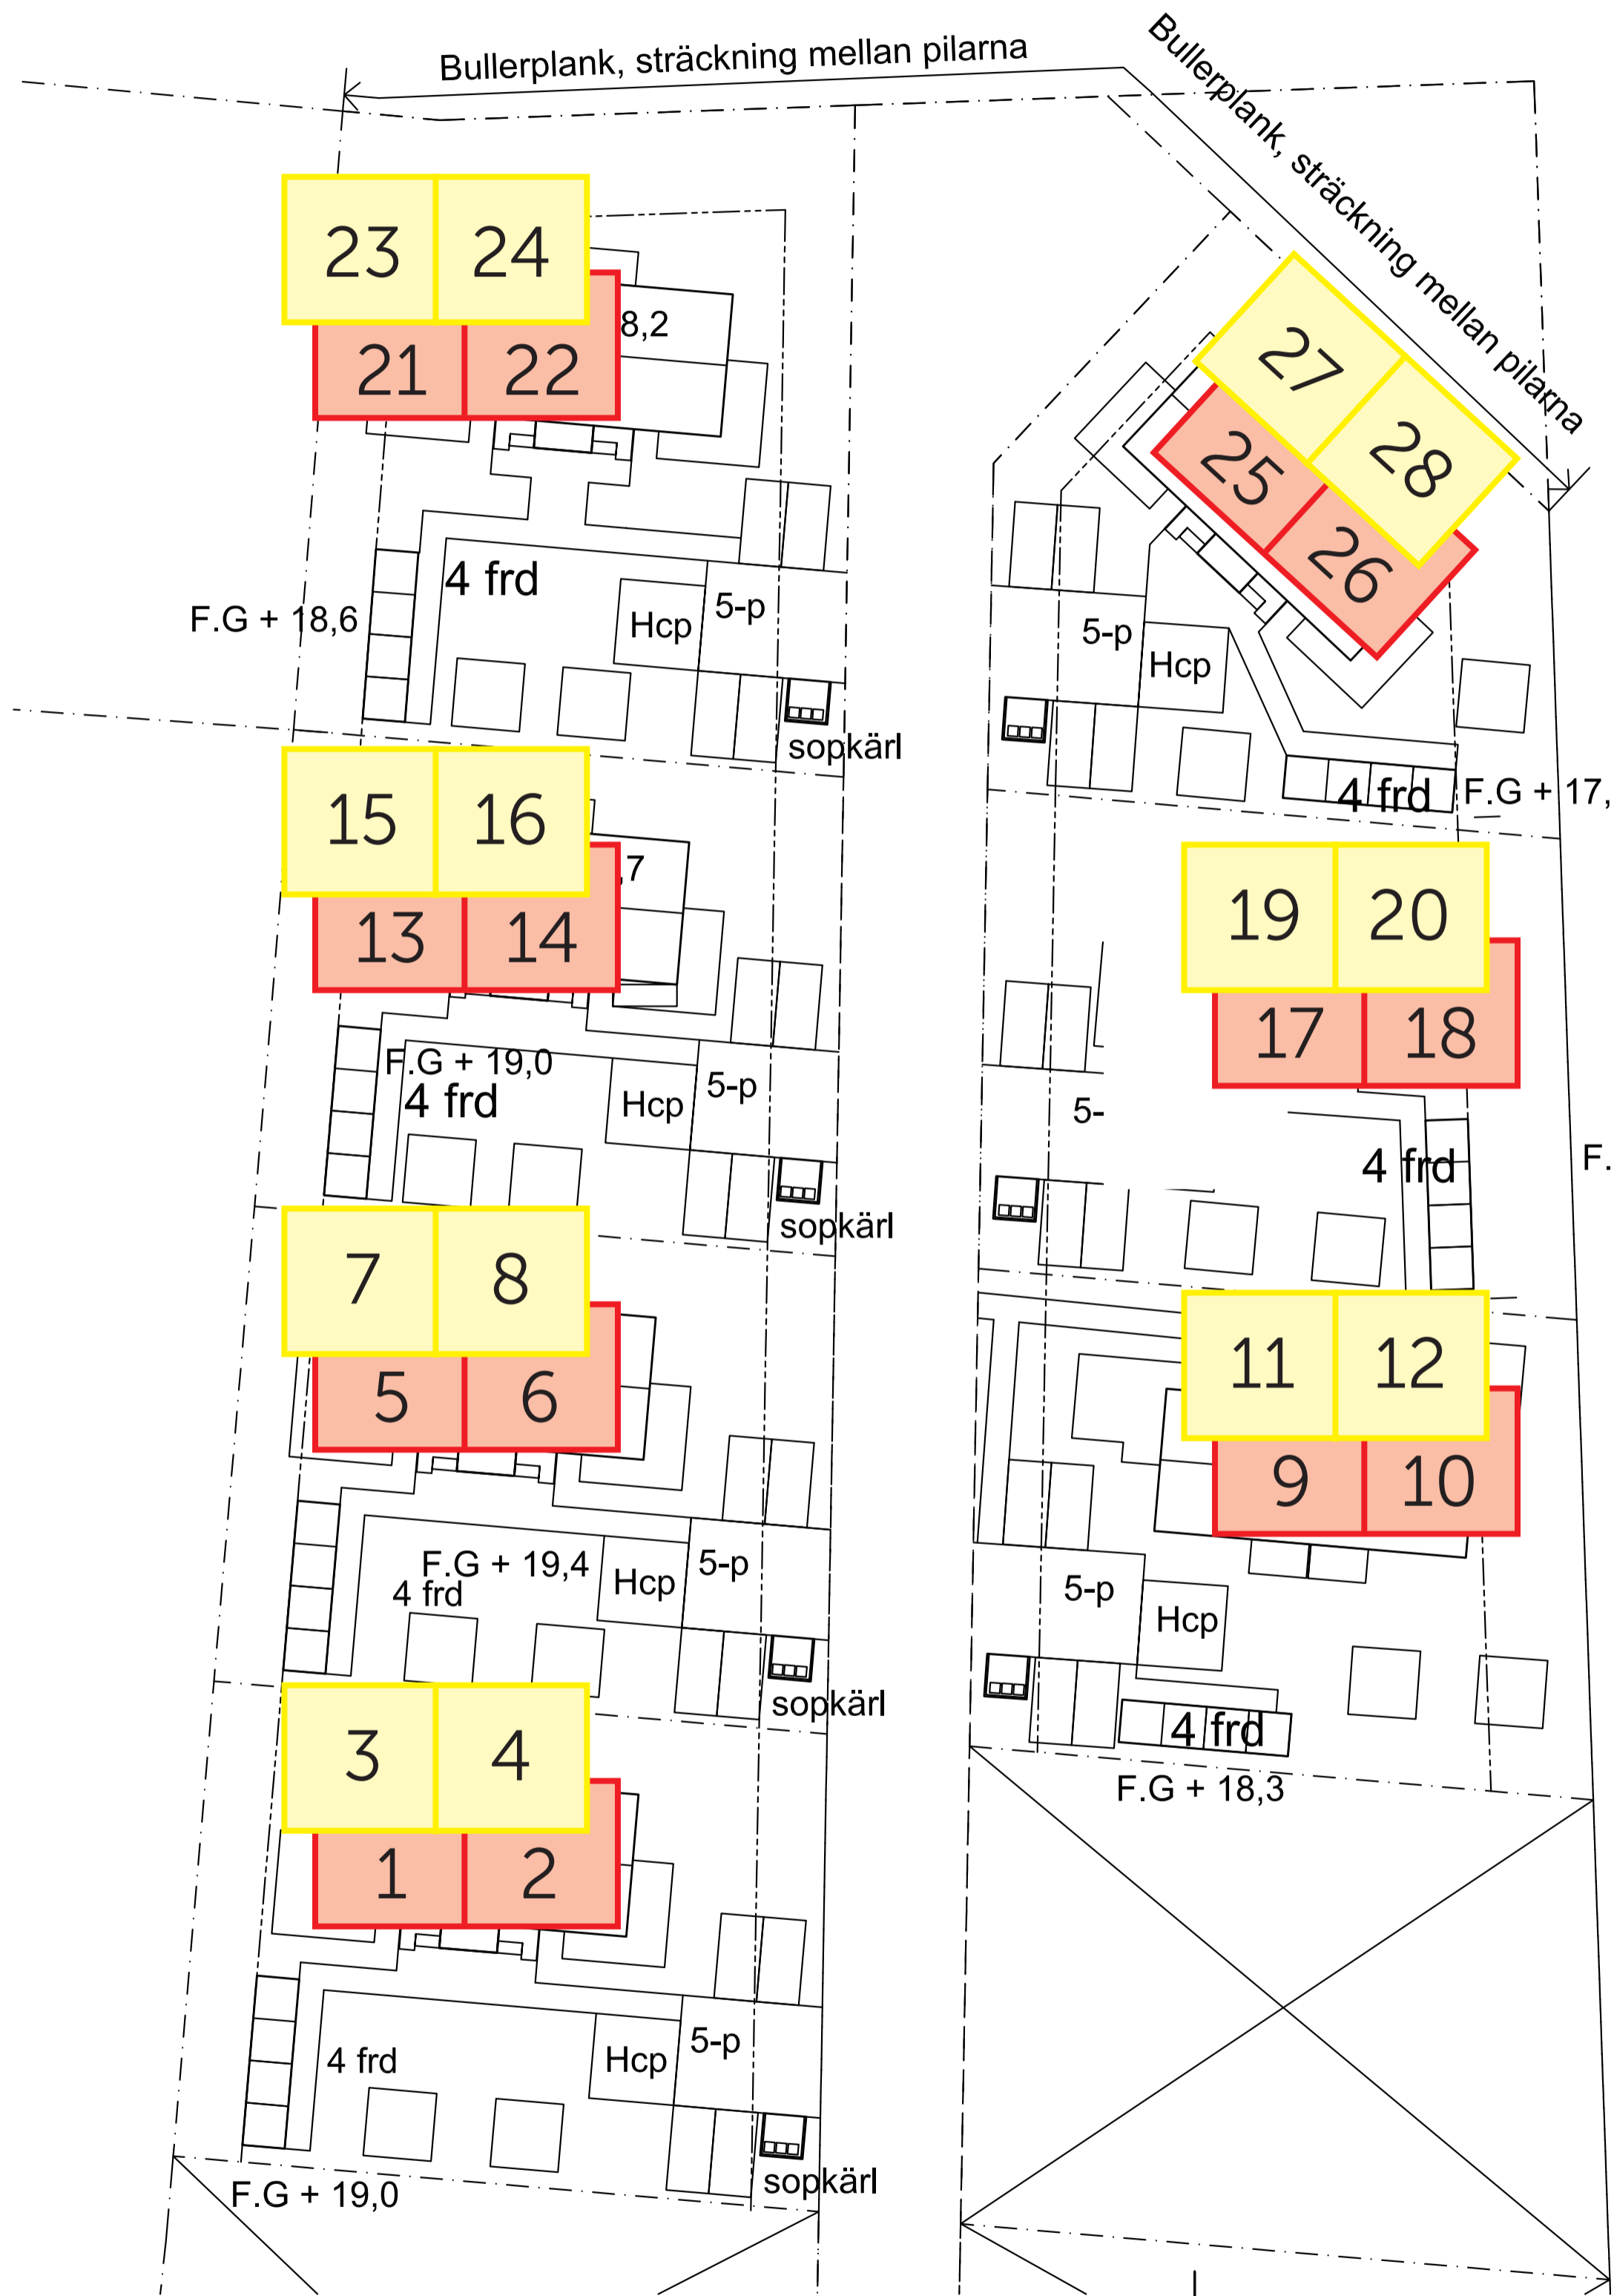 Bullerplank, sträckning mellan pilarna
Bullerplank, sträckning mellan pilarna
23 24
21 22
8,2
27
28
25
26
4 frd
F.G + 18,6
Hcp
5-p
sopkärl
5-p
Hcp
4 frd
F.G + 17,
15 16
13 14
,7
19 20
17 18
F.G + 19,0
4 frd
Hcp
5-p
sopkärl
5-
4 frd
F.
7 8
5 6
11 12
9 10
F.G + 19,4
4 frd
Hcp
5-p
sopkärl
5-p
Hcp
4 frd
F.G + 18,3
3 4
1 2
4 frd
Hcp
5-p
sopkärl
F.G + 19,0